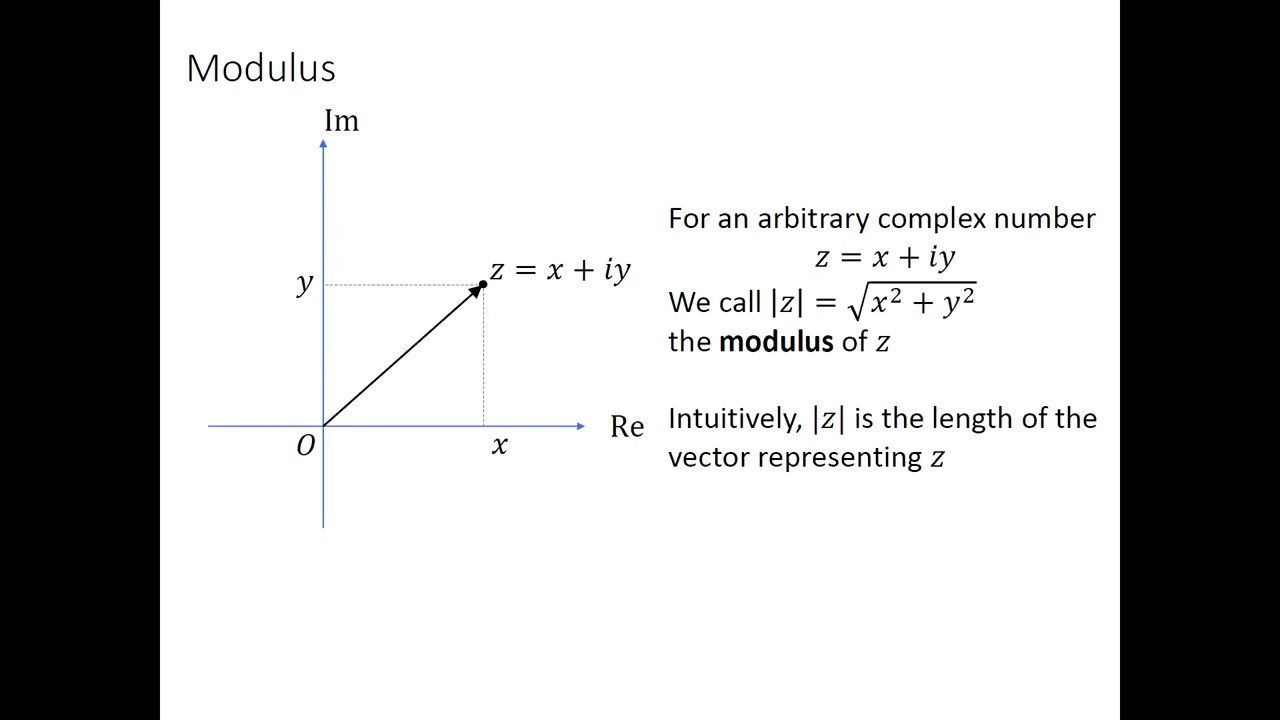 Modulus
Im
y
z = x + iy
O
x
Re
For an arbitrary complex number
z = x + iy
We call |z| = √(x² + y²)
the modulus of z
Intuitively, |z| is the length of the
vector representing z